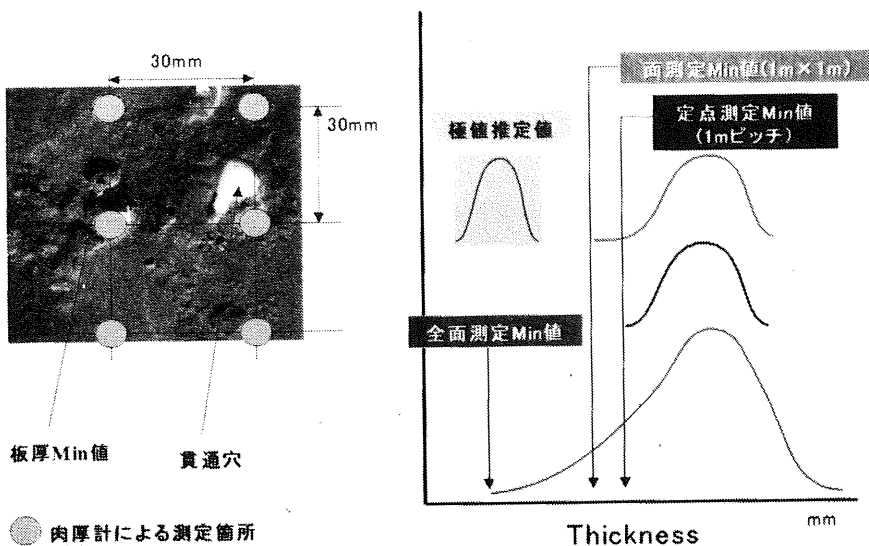 30mm
30mm
板厚Min値
貫通穴
肉厚計による測定箇所
面測定Min値(1m×1m)
定点測定Min値
(1mピッチ)
極値推定値
全面測定Min値
Thickness
mm